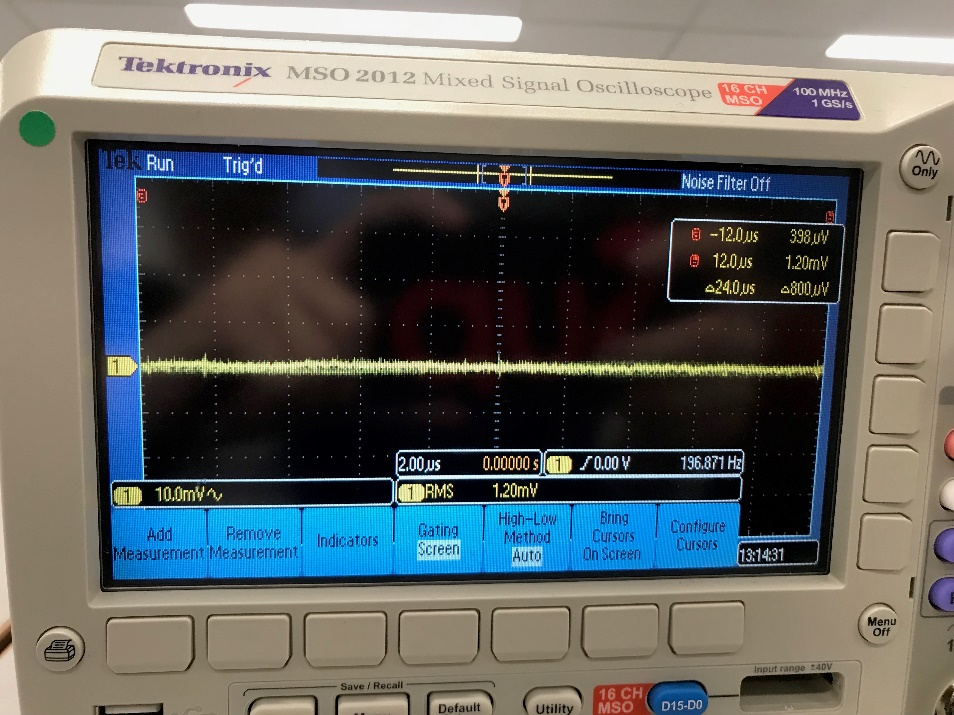 Tektronix MSO 2012 Mixed Signal Oscilloscope
16 CH
MSO
100 MHz
1 GS/s
Only
Tek Run Trig'd
Noise Filter Off
-12.0µs 398µV
12.0µs 1.20mV
△24.0µs △800µV
1
2.00µs 0.00000 s
1 0.00 V 196.871 Hz
1 10.0mV
1 RMS 1.20mV
Add
Measurement
Remove
Measurement
Indicators
Gating
Screen
High-Low
Method
Auto
Bring
Cursors
On Screen
Configure
Cursors
13:14:31
Menu
Off
Save / Recall
Default
Utility
16 CH
MSO
D15-D0
Input range ±40V